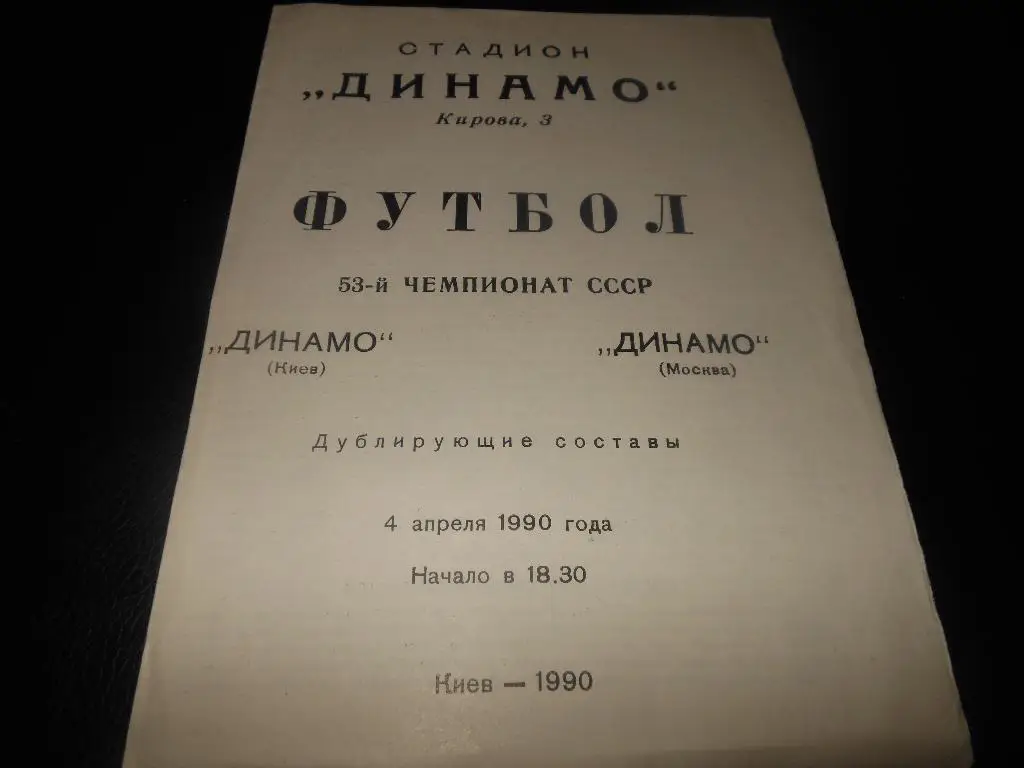 СТАДИОН
„ДИНАМО“
Кирова, 3
ФУТБОЛ
53-й ЧЕМПИОНАТ СССР
„ДИНАМО“ „ДИНАМО“
(Киев) (Москва)
Дублирующие составы
4 апреля 1990 года
Начало в 18.30
Киев — 1990